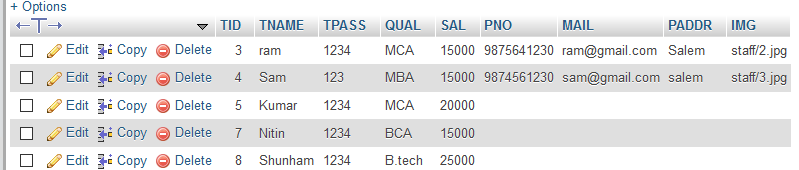 + Options
←T→ TID TNAME TPASS QUAL SAL PNO MAIL PADDR IMG
Edit Copy Delete 3 ram 1234 MCA 15000 9875641230 ram@gmail.com Salem staff/2.jpg
Edit Copy Delete 4 Sam 123 MBA 15000 9874561230 sam@gmail.com salem staff/3.jpg
Edit Copy Delete 5 Kumar 1234 MCA 20000
Edit Copy Delete 7 Nitin 1234 BCA 15000
Edit Copy Delete 8 Shunham 1234 B.tech 25000